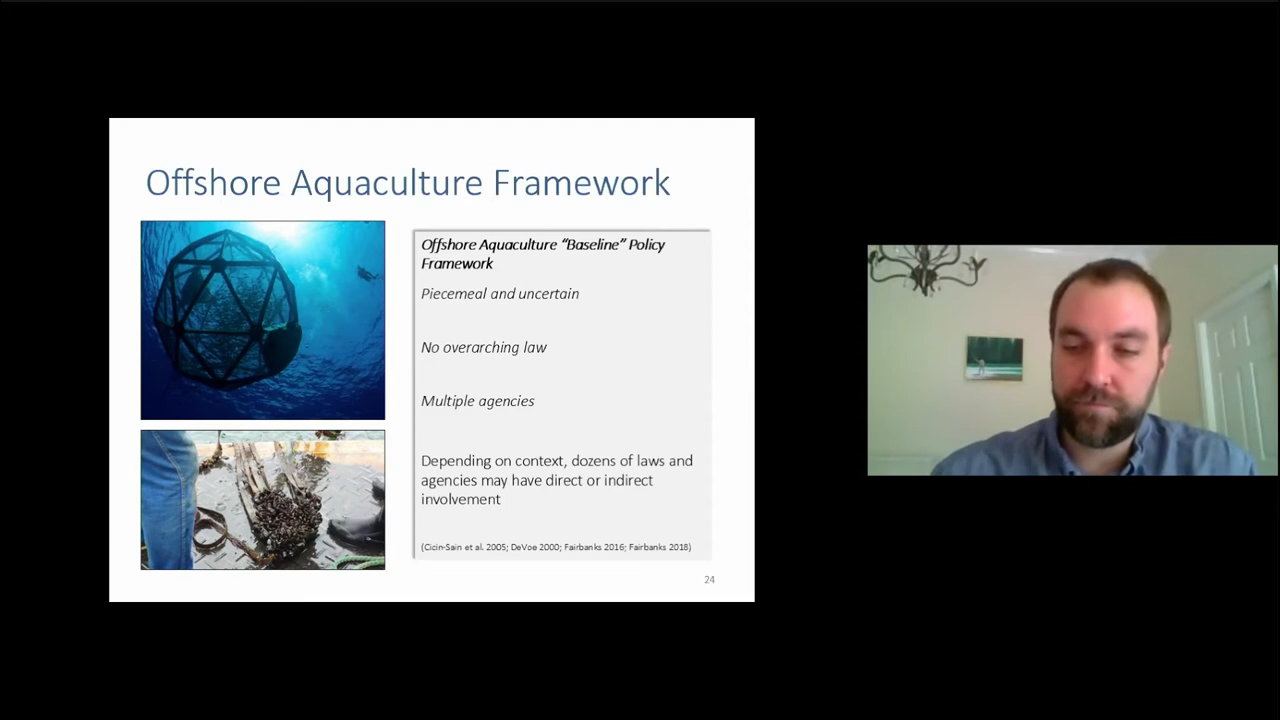 Offshore Aquaculture Framework
Offshore Aquaculture “Baseline” Policy
Framework
Piecemeal and uncertain
No overarching law
Multiple agencies
Depending on context, dozens of laws and
agencies may have direct or indirect
involvement
(Cicin-Sain et al. 2005; DeVoe 2000; Fairbanks 2016; Fairbanks 2018)
24